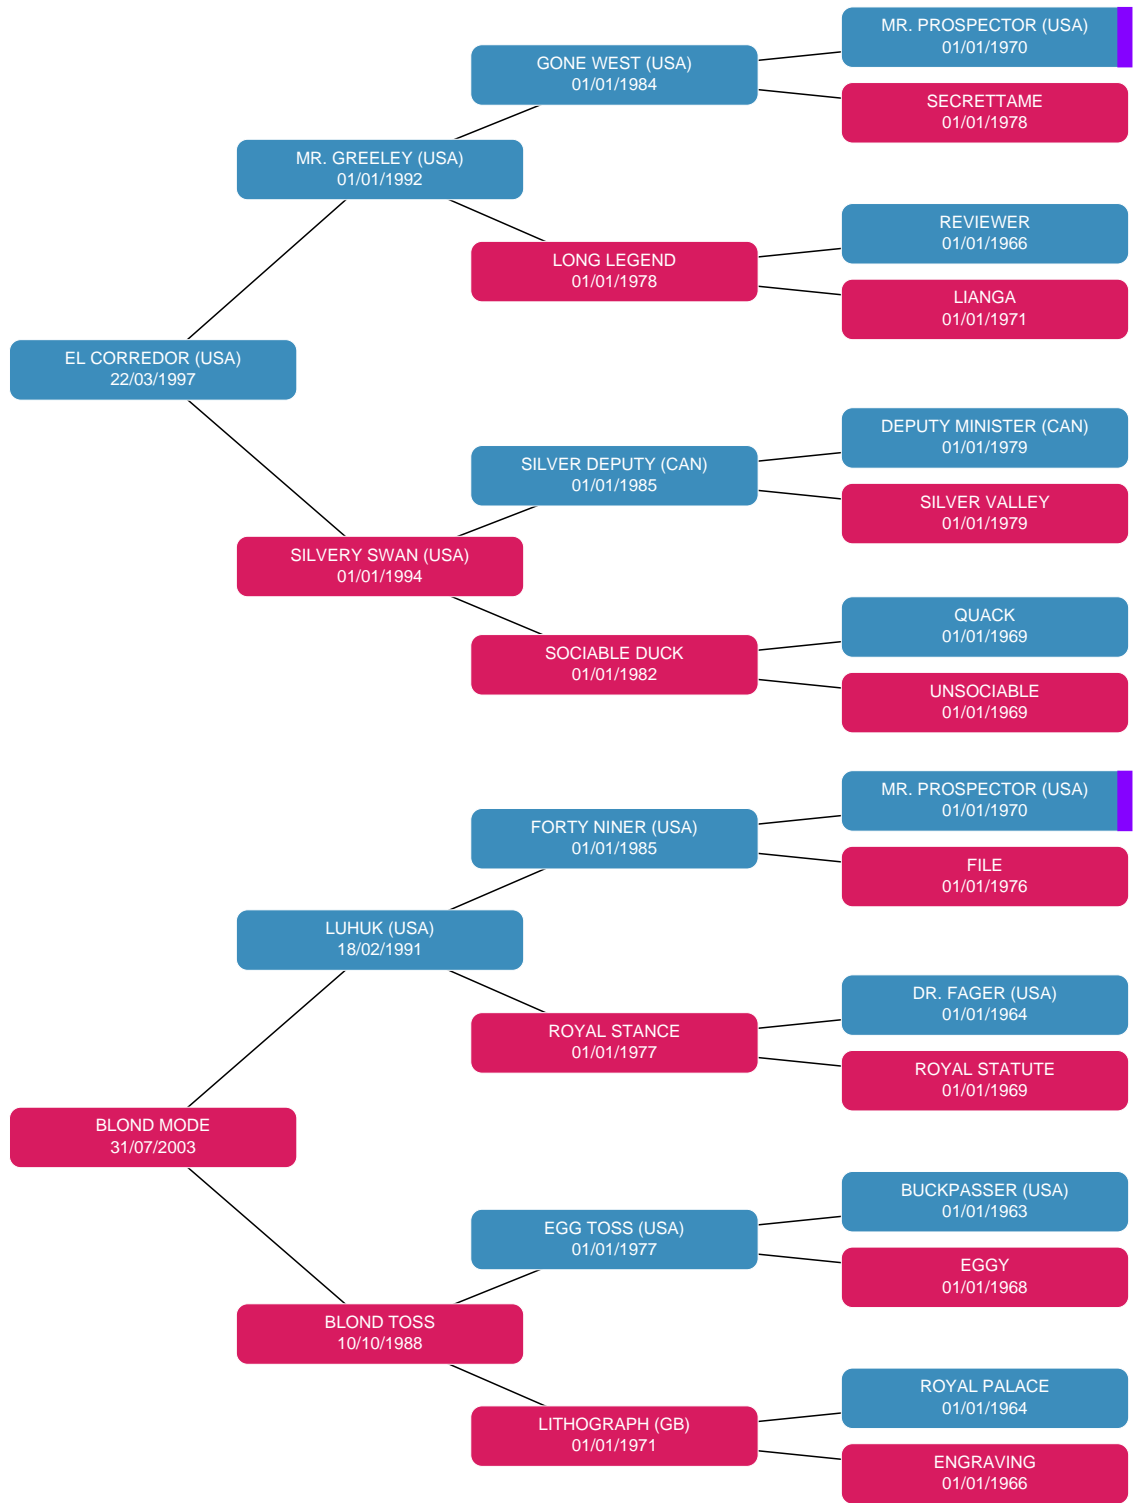 MR. PROSPECTOR (USA)
01/01/1970
GONE WEST (USA)
01/01/1984
SECRETTAME
01/01/1978
MR. GREELEY (USA)
01/01/1992
REVIEWER
01/01/1966
LONG LEGEND
01/01/1978
LIANGA
01/01/1971
EL CORREDOR (USA)
22/03/1997
DEPUTY MINISTER (CAN)
01/01/1979
SILVER DEPUTY (CAN)
01/01/1985
SILVER VALLEY
01/01/1979
SILVERY SWAN (USA)
01/01/1994
QUACK
01/01/1969
SOCIABLE DUCK
01/01/1982
UNSOCIABLE
01/01/1969
MR. PROSPECTOR (USA)
01/01/1970
FORTY NINER (USA)
01/01/1985
FILE
01/01/1976
LUHUK (USA)
18/02/1991
DR. FAGER (USA)
01/01/1964
ROYAL STANCE
01/01/1977
ROYAL STATUTE
01/01/1969
BLOND MODE
31/07/2003
BUCKPASSER (USA)
01/01/1963
EGG TOSS (USA)
01/01/1977
EGGY
01/01/1968
BLOND TOSS
10/10/1988
ROYAL PALACE
01/01/1964
LITHOGRAPH (GB)
01/01/1971
ENGRAVING
01/01/1966